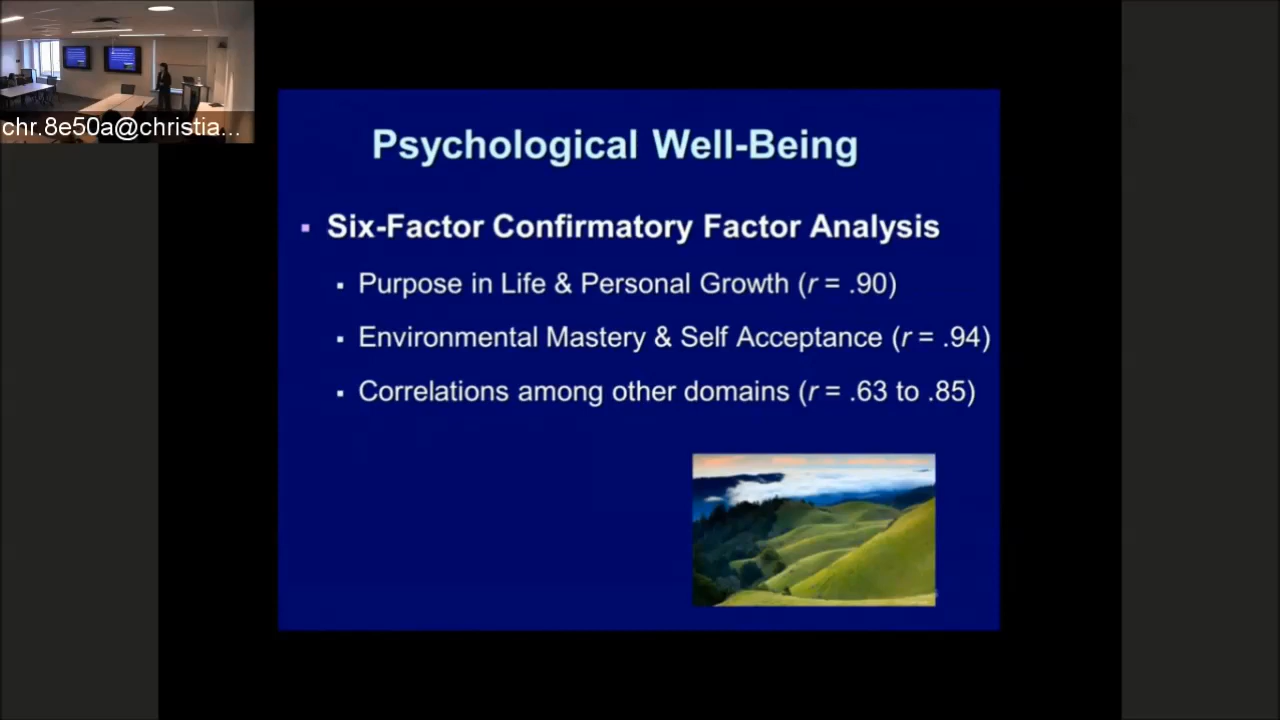 chr.8e50a@christia...
Psychological Well-Being
▪ Six-Factor Confirmatory Factor Analysis
▪ Purpose in Life & Personal Growth (r = .90)
▪ Environmental Mastery & Self Acceptance (r = .94)
▪ Correlations among other domains (r = .63 to .85)